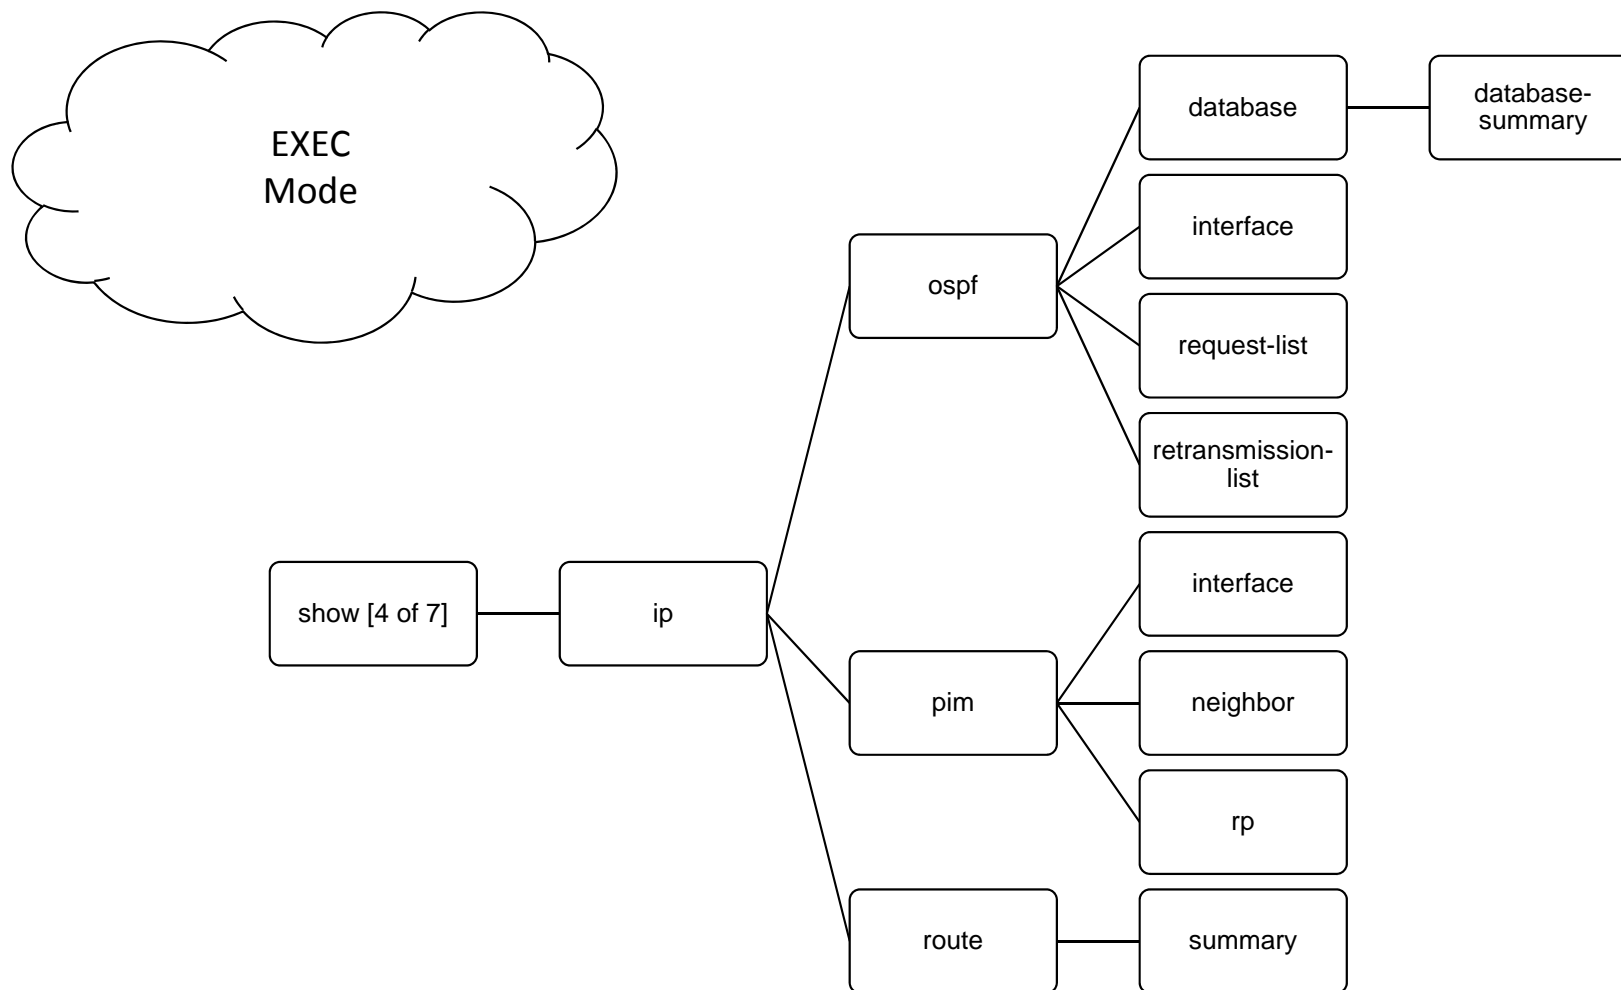 EXEC
Mode
show [4 of 7]
ip
ospf
database
database-
summary
interface
request-list
retransmission-
list
pim
interface
neighbor
rp
route
summary